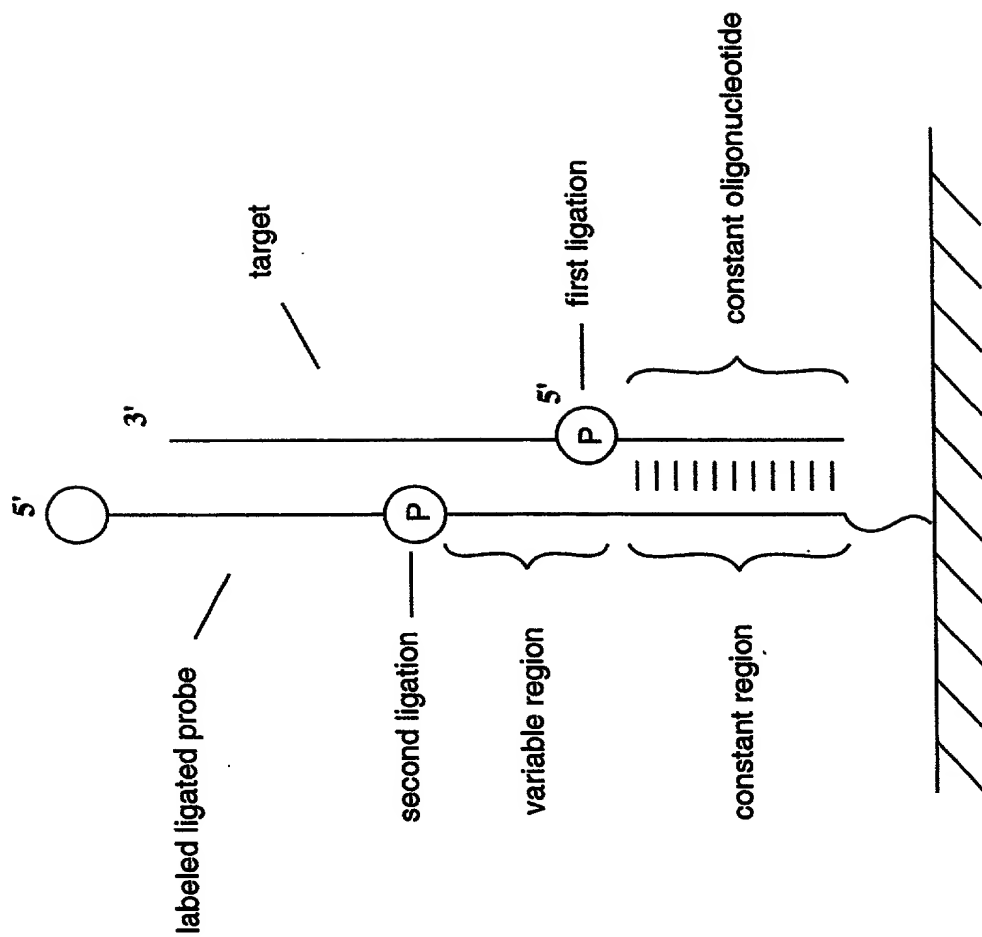 labeled ligated probe
second ligation
variable region
constant region
5'
P
3'
5'
P
target
first ligation
constant oligonucleotide